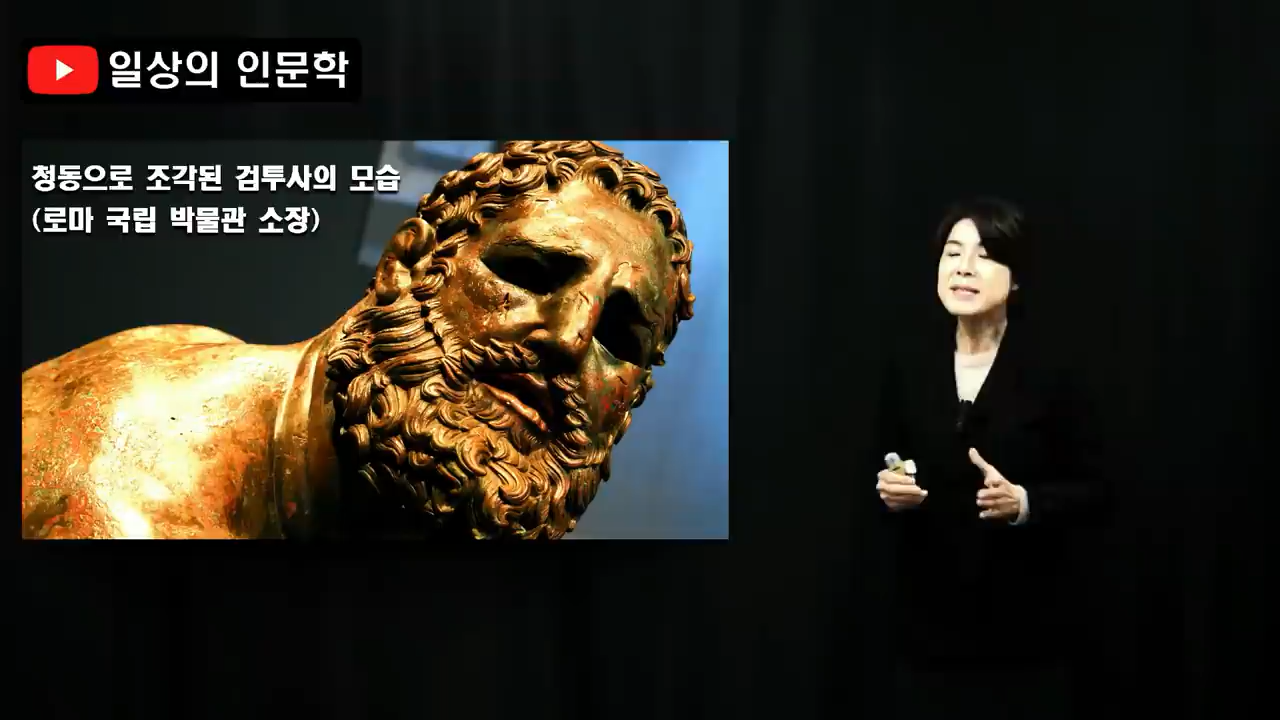 일상의 인문학
청동으로 조각된 검투사의 모습
(로마 국립 박물관 소장)